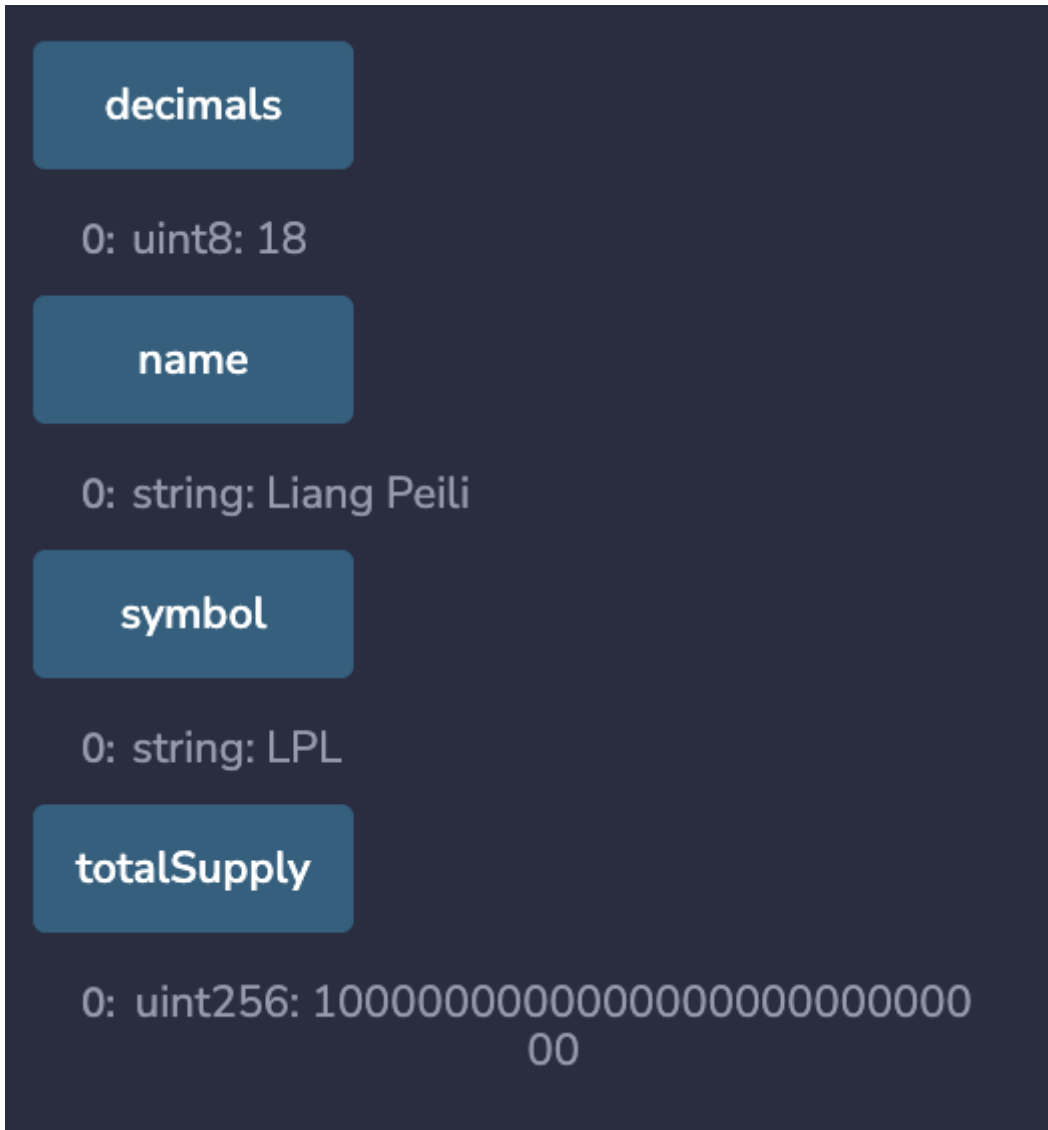 decimals
0: uint8: 18
name
0: string: Liang Peili
symbol
0: string: LPL
totalSupply
0: uint256: 1000000000000000000000000
00